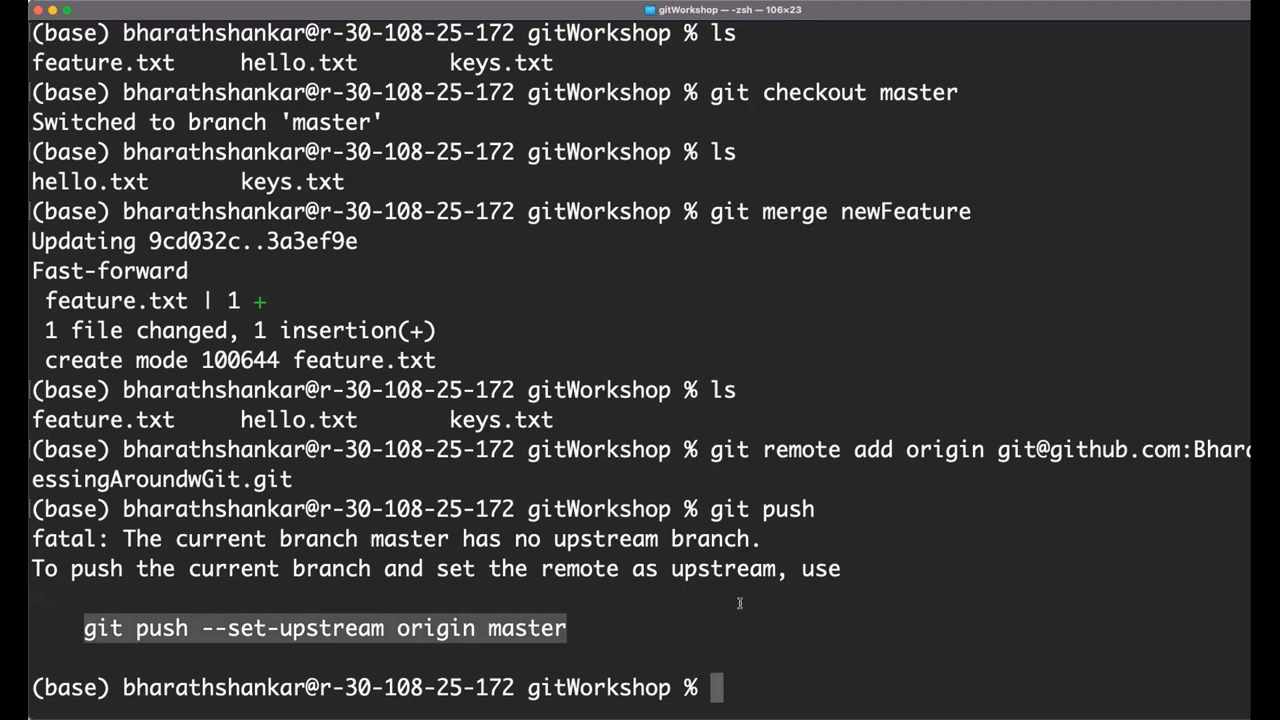 gitWorkshop — -zsh — 106×23
(base) bharathshankar@r-30-108-25-172 gitWorkshop % ls
feature.txt hello.txt keys.txt
(base) bharathshankar@r-30-108-25-172 gitWorkshop % git checkout master
Switched to branch 'master'
(base) bharathshankar@r-30-108-25-172 gitWorkshop % ls
hello.txt keys.txt
(base) bharathshankar@r-30-108-25-172 gitWorkshop % git merge newFeature
Updating 9cd032c..3a3ef9e
Fast-forward
feature.txt | 1 +
1 file changed, 1 insertion(+)
create mode 100644 feature.txt
(base) bharathshankar@r-30-108-25-172 gitWorkshop % ls
feature.txt hello.txt keys.txt
(base) bharathshankar@r-30-108-25-172 gitWorkshop % git remote add origin git@github.com:Bhara
essingAroundwGit.git
(base) bharathshankar@r-30-108-25-172 gitWorkshop % git push
fatal: The current branch master has no upstream branch.
To push the current branch and set the remote as upstream, use
git push --set-upstream origin master
(base) bharathshankar@r-30-108-25-172 gitWorkshop %